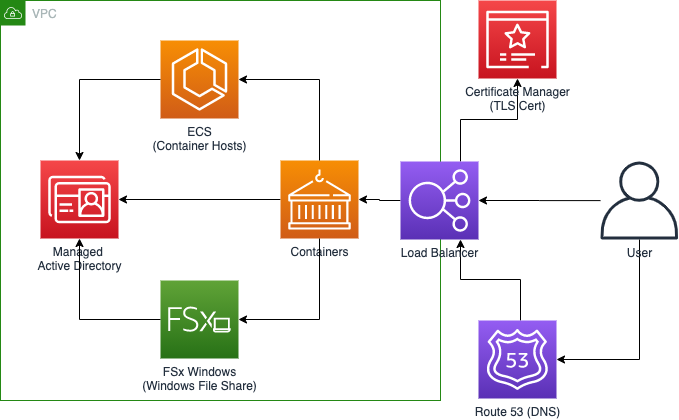 VPC
Certificate Manager
(TLS Cert)
ECS
(Container Hosts)
Managed
Active Directory
Containers
Load Balancer
User
FSx
FSx Windows
(Windows File Share)
53
Route 53 (DNS)